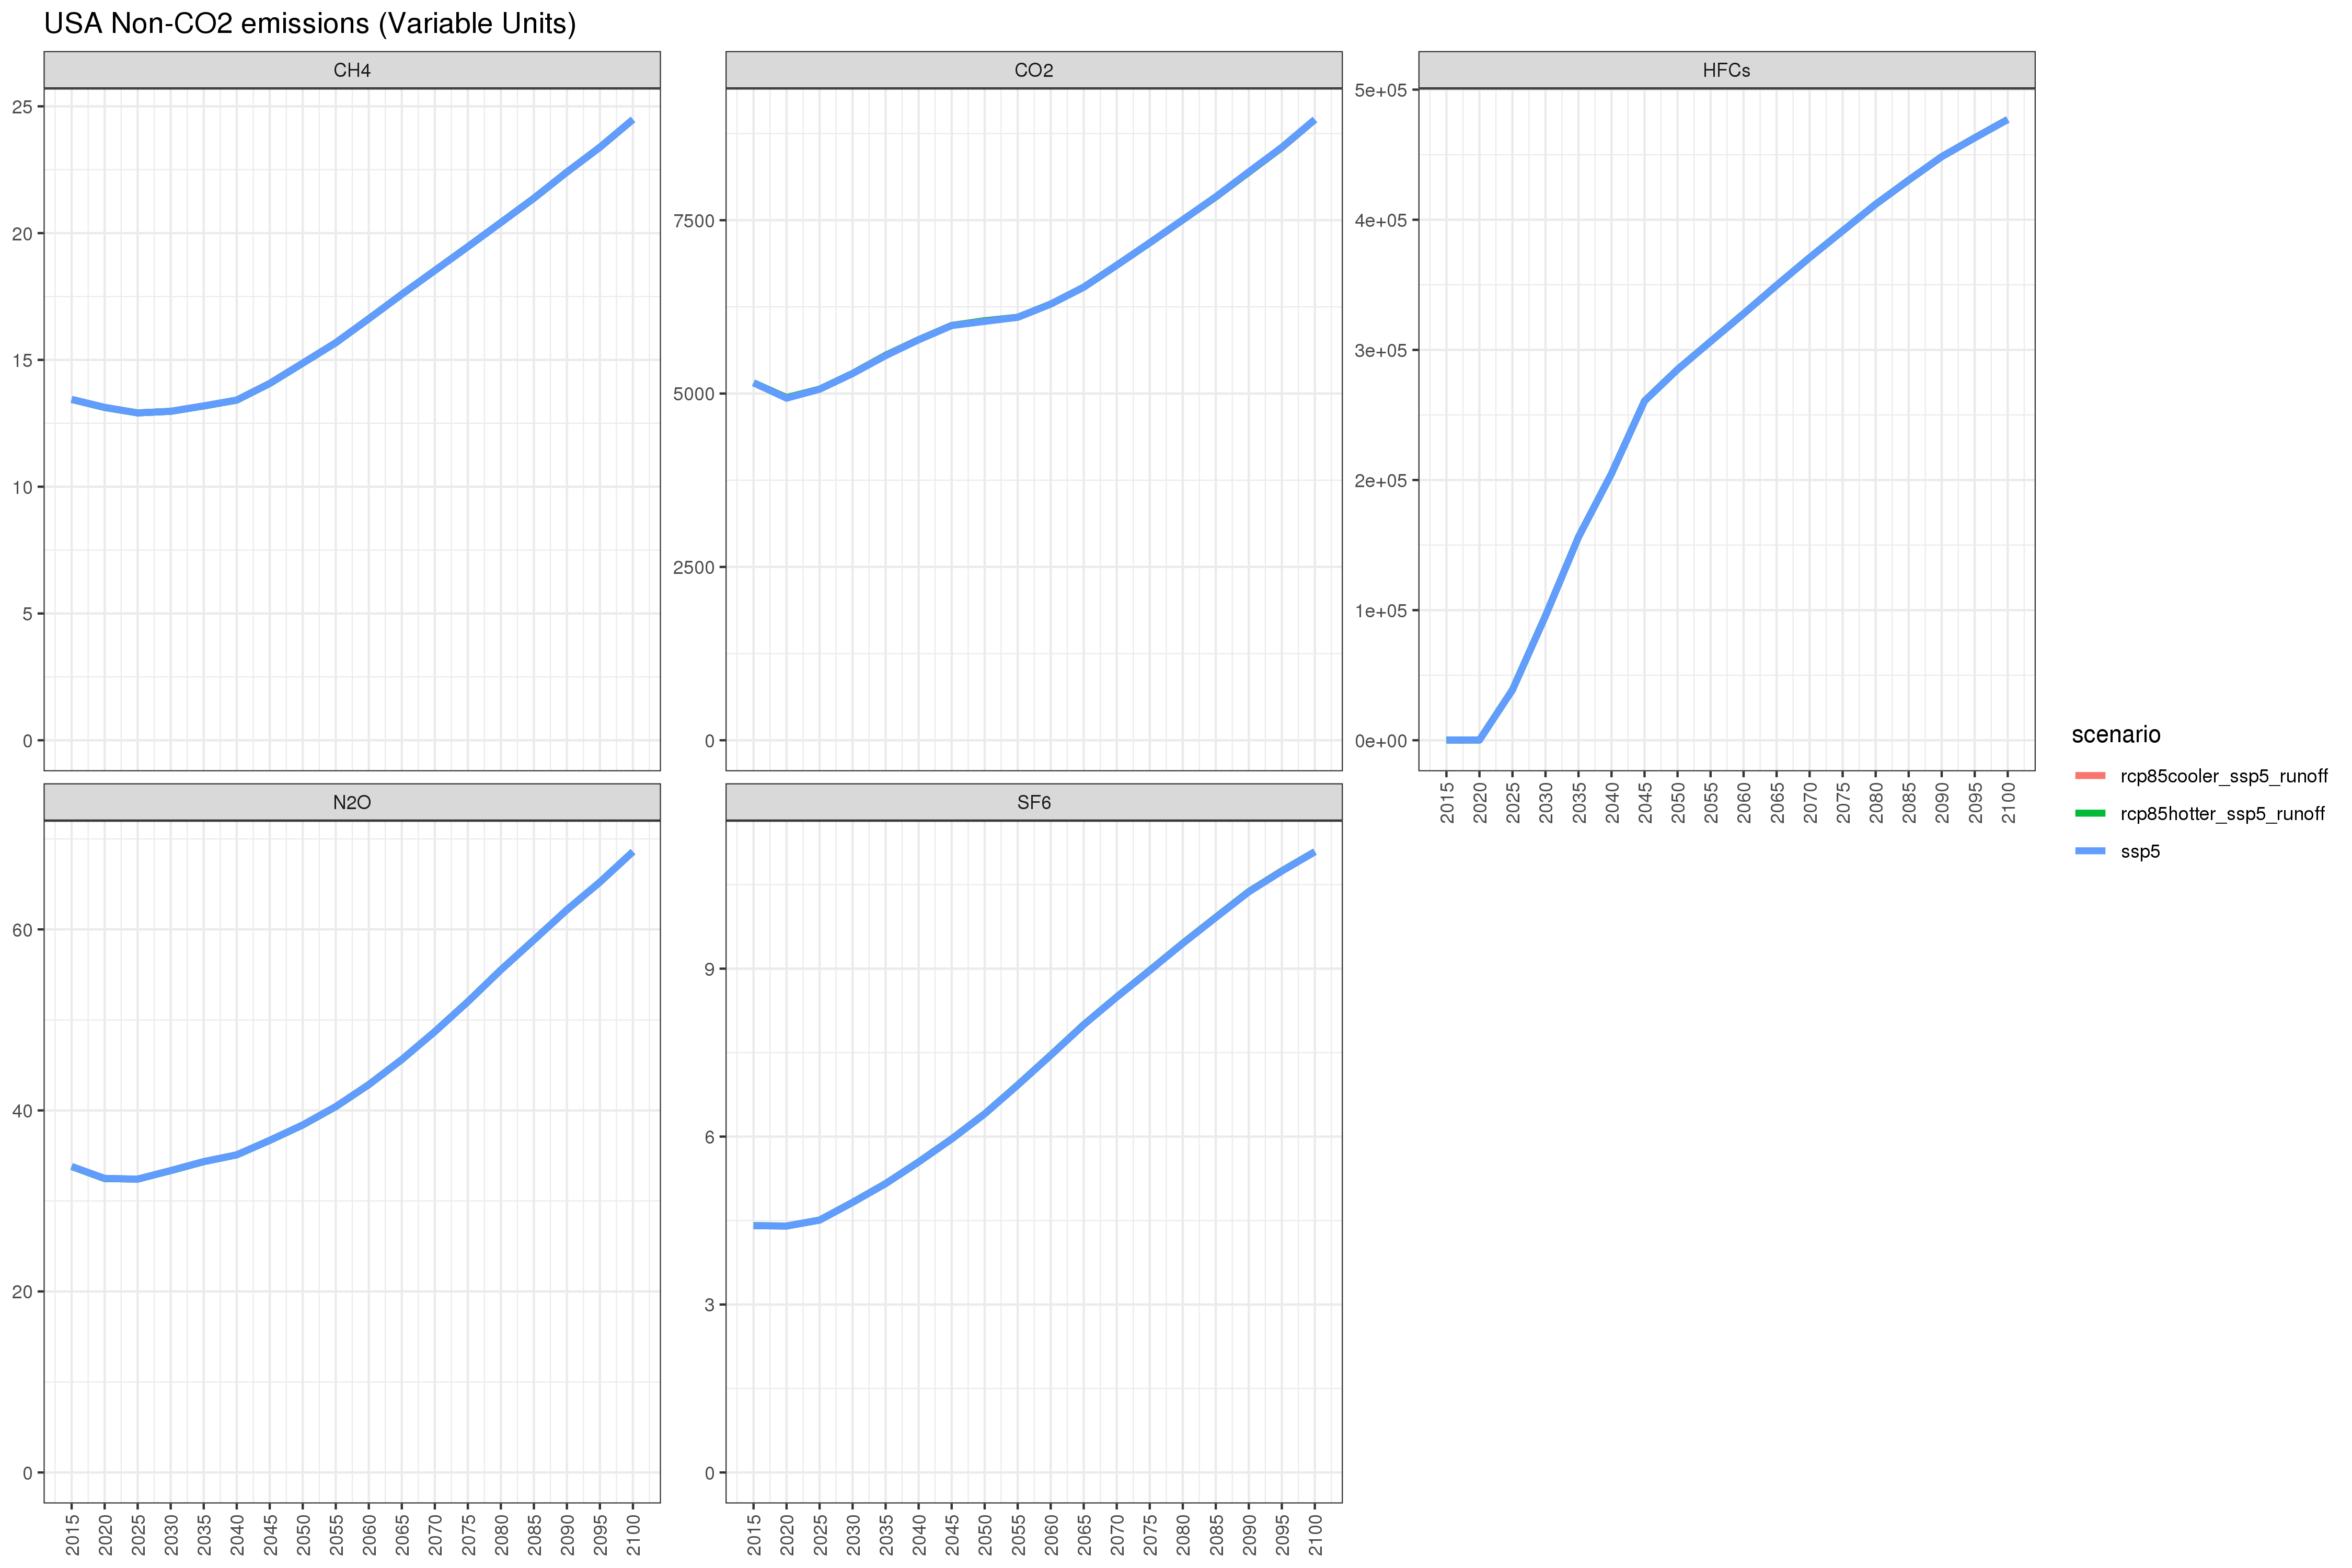 USA Non-CO2 emissions (Variable Units)
CH4
CO2
HFCs
25
20
15
10
5
0
7500
5000
2500
0
5e+05
4e+05
3e+05
2e+05
1e+05
0e+00
2015 2020 2025 2030 2035 2040 2045 2050 2055 2060 2065 2070 2075 2080 2085 2090 2095 2100
N2O
SF6
60
40
20
0
9
6
3
0
2015 2020 2025 2030 2035 2040 2045 2050 2055 2060 2065 2070 2075 2080 2085 2090 2095 2100
2015 2020 2025 2030 2035 2040 2045 2050 2055 2060 2065 2070 2075 2080 2085 2090 2095 2100
scenario
rcp85cooler_ssp5_runoff
rcp85hotter_ssp5_runoff
ssp5